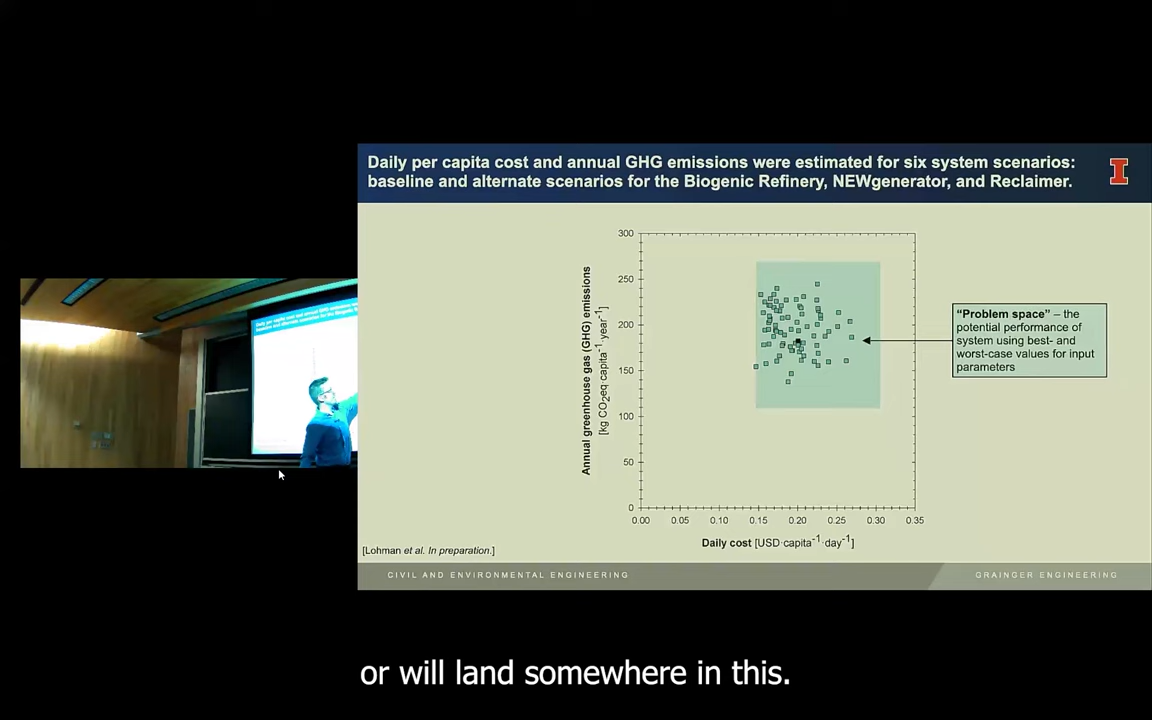 Daily per capita cost and annual GHG emissions were estimated for six system scenarios:
baseline and alternate scenarios for the Biogenic Refinery, NEWgenerator, and Reclaimer.
I
Annual greenhouse gas (GHG) emissions
[kg CO2eq·capita-1·year-1]
300
250
200
150
100
50
0
0.00 0.05 0.10 0.15 0.20 0.25 0.30 0.35
Daily cost [USD·capita-1·day-1]
"Problem space" – the
potential performance of
system using best- and
worst-case values for input
parameters
[Lohman et al. In preparation.]
CIVIL AND ENVIRONMENTAL ENGINEERING
GRAINGER ENGINEERING
or will land somewhere in this.